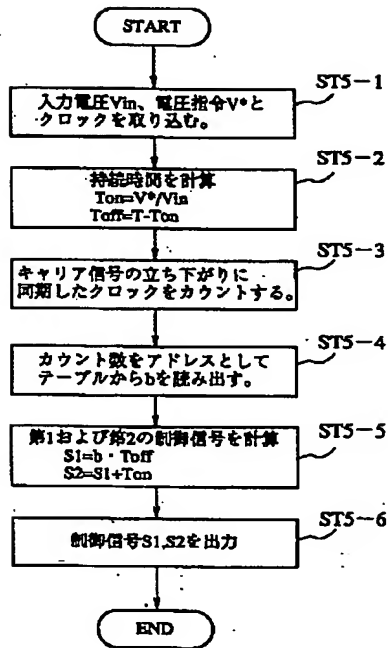 START
ST5-1
入力電圧Vin、電圧指令V*と
クロックを取り込む。
ST5-2
持続時間を計算
Ton=V*/Vin
Toff=T-Ton
ST5-3
キャリア信号の立ち下がりに
同期したクロックをカウントする。
ST5-4
カウント数をアドレスとして
テーブルからbを読み出す。
ST5-5
第1および第2の制御信号を計算
S1=b・Toff
S2=S1+Ton
ST5-6
制御信号S1,S2を出力
END